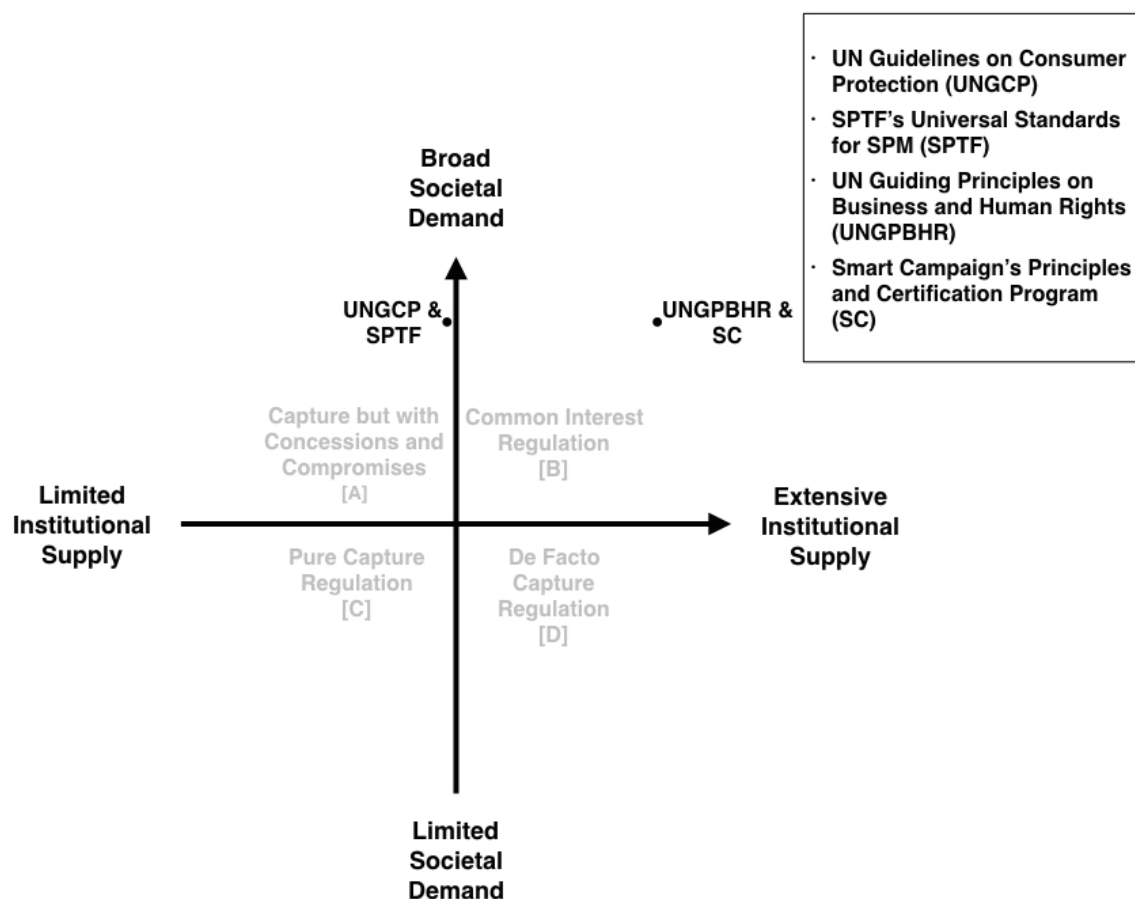 · UN Guidelines on Consumer
Protection (UNGCP)
· SPTF's Universal Standards
for SPM (SPTF)
· UN Guiding Principles on
Business and Human Rights
(UNGPBHR)
· Smart Campaign's Principles
and Certification Program
(SC)
Broad
Societal
Demand
UNGCP &
SPTF
UNGPBHR &
SC
Capture but with
Concessions and
Compromises
[A]
Common Interest
Regulation
[B]
Limited
Institutional
Supply
Extensive
Institutional
Supply
Pure Capture
Regulation
[C]
De Facto
Capture
Regulation
[D]
Limited
Societal
Demand